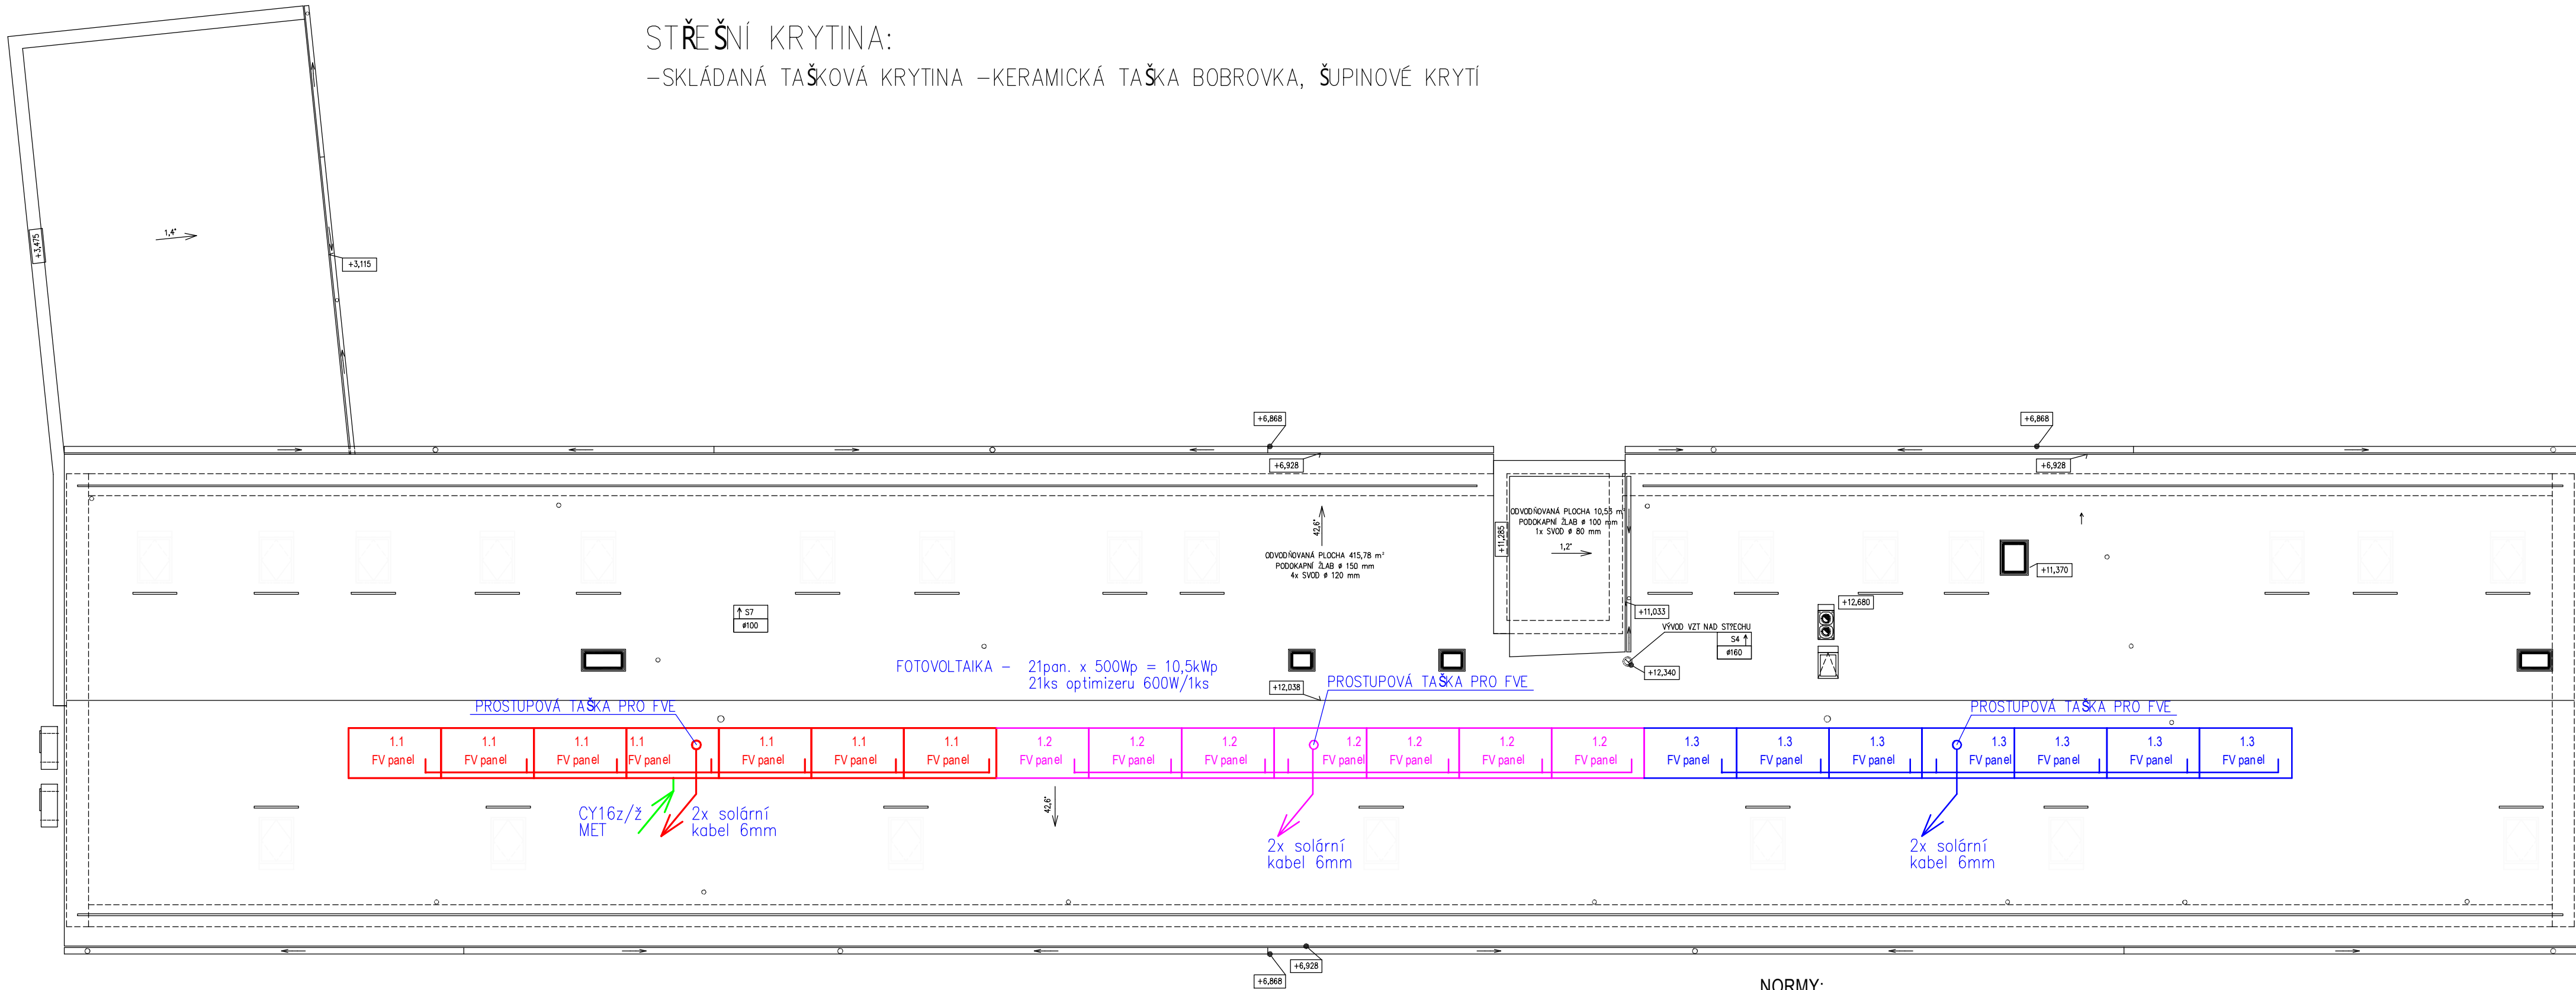 STŘEŠNÍ KRYTINA:
-SKLÁDANÁ TAŠKOVÁ KRYTINA -KERAMICKÁ TAŠKA BOBROVKA, ŠUPINOVÉ KRYTÍ
+3,475
1,4°
+3,115
+6,868
+6,868
+6,928
+6,928
42,6°
ODVODŇOVANÁ PLOCHA 415,78 m²
PODOKAPNÍ ŽLAB ø 150 mm
4x SVOD ø 120 mm
+11,285
ODVODŇOVANÁ PLOCHA 10,53 m²
PODOKAPNÍ ŽLAB ø 100 mm
1x SVOD ø 80 mm
1,2°
+11,370
+12,680
+11,033
S7
ø100
VÝVOD VZT NAD STŘECHU
S4
ø160
+12,340
FOTOVOLTAIKA - 21pan. x 500Wp = 10,5kWp
21ks optimizeru 600W/1ks
+12,038
PROSTUPOVÁ TAŠKA PRO FVE
PROSTUPOVÁ TAŠKA PRO FVE
PROSTUPOVÁ TAŠKA PRO FVE
1.1 1.1 1.1 1.1 1.1 1.1 1.1 1.2 1.2 1.2 1.2 1.2 1.2 1.2 1.3 1.3 1.3 1.3 1.3 1.3 1.3
FV panel FV panel FV panel FV panel FV panel FV panel FV panel FV panel FV panel FV panel FV panel FV panel FV panel FV panel FV panel FV panel FV panel FV panel FV panel FV panel FV panel
CY16z/ž
MET
2x solární
kabel 6mm
42,6°
2x solární
kabel 6mm
2x solární
kabel 6mm
+6,928
+6,868
NORMY: